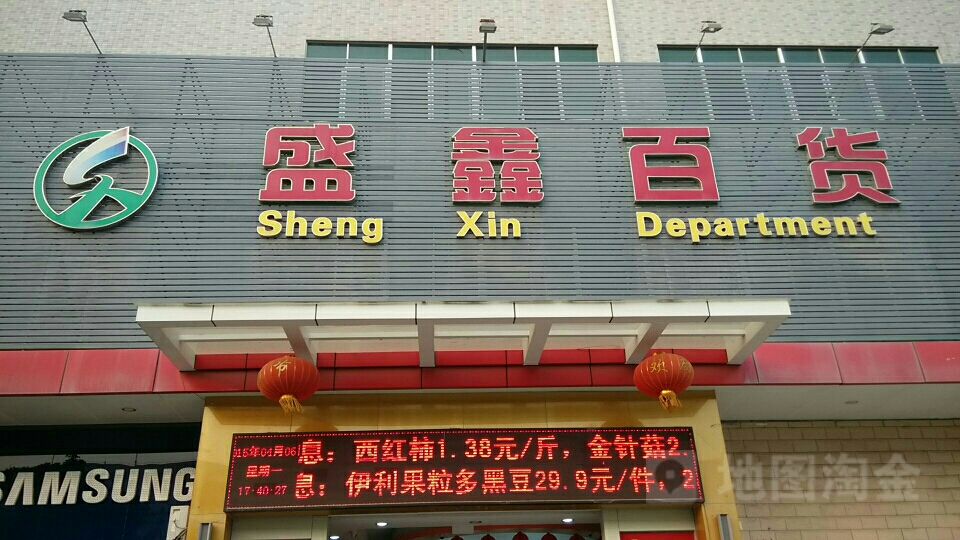 盛鑫百货
Sheng Xin Department
息：西红柿1.38元/斤，金针菇2.
息：伊利果粒多黑豆29.9元/件，2
015年04月06
星期一
17:40:27
SAMSUNG
地图淘金